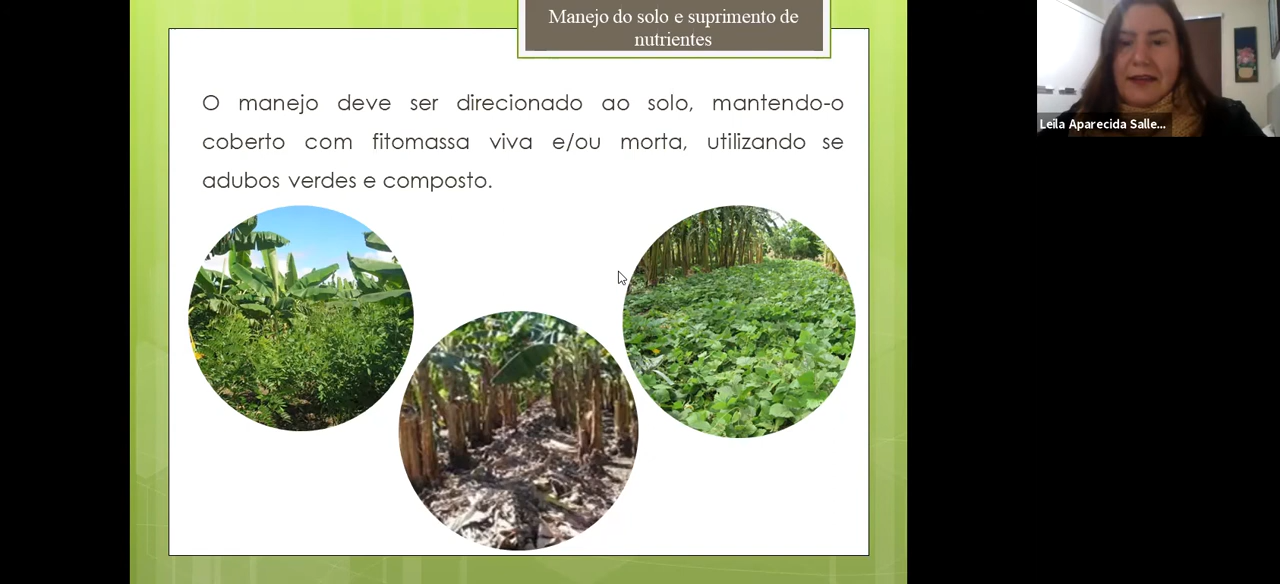 Manejo do solo e suprimento de
nutrientes
O manejo deve ser direcionado ao solo, mantendo-o
coberto com fitomassa viva e/ou morta, utilizando se
adubos verdes e composto.
Leila Aparecida Salle...